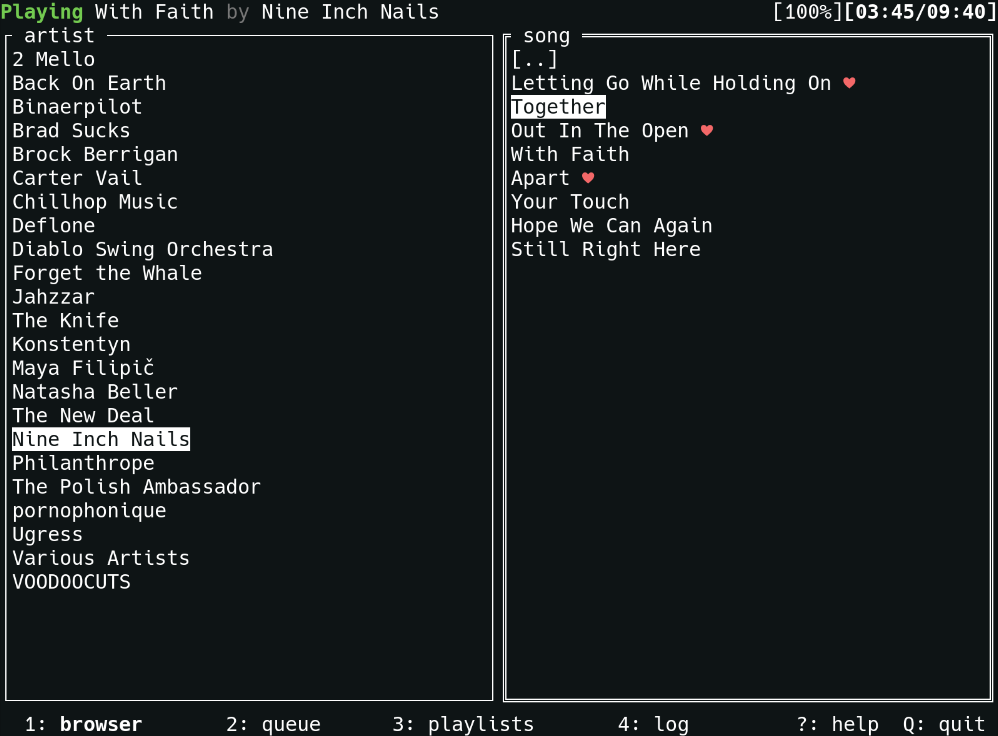 Playing With Faith by Nine Inch Nails [100%][03:45/09:40]
artist
2 Mello
Back On Earth
Binaerpilot
Brad Sucks
Brock Berrigan
Carter Vail
Chillhop Music
Deflone
Diablo Swing Orchestra
Forget the Whale
Jahzzar
The Knife
Konstentyn
Maya Filipič
Natasha Beller
The New Deal
Nine Inch Nails
Philanthrope
The Polish Ambassador
pornophonique
Ugress
Various Artists
VOODOOCUTS
song
[..]
Letting Go While Holding On ♥
Together
Out In The Open ♥
With Faith
Apart ♥
Your Touch
Hope We Can Again
Still Right Here
1: browser 2: queue 3: playlists 4: log ?: help Q: quit